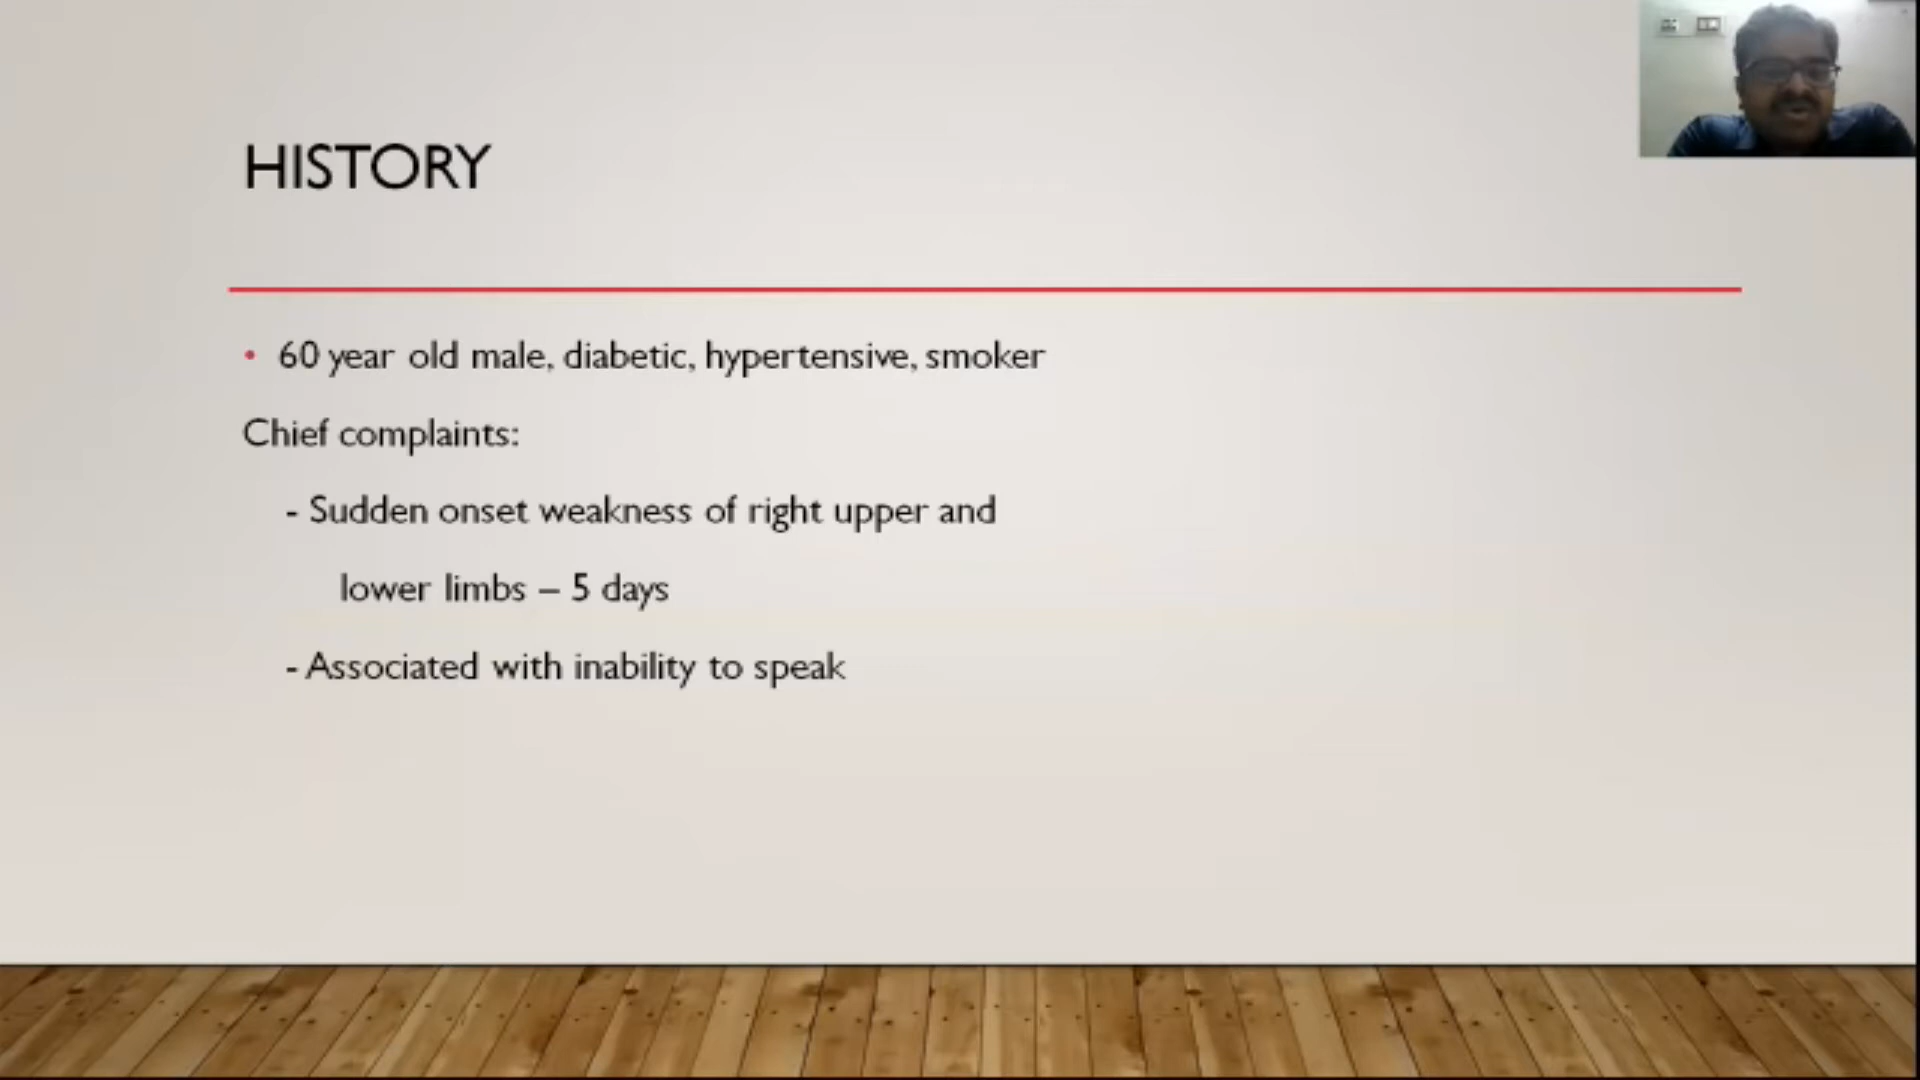 HISTORY
• 60 year old male, diabetic, hypertensive, smoker
Chief complaints:
- Sudden onset weakness of right upper and
lower limbs – 5 days
- Associated with inability to speak